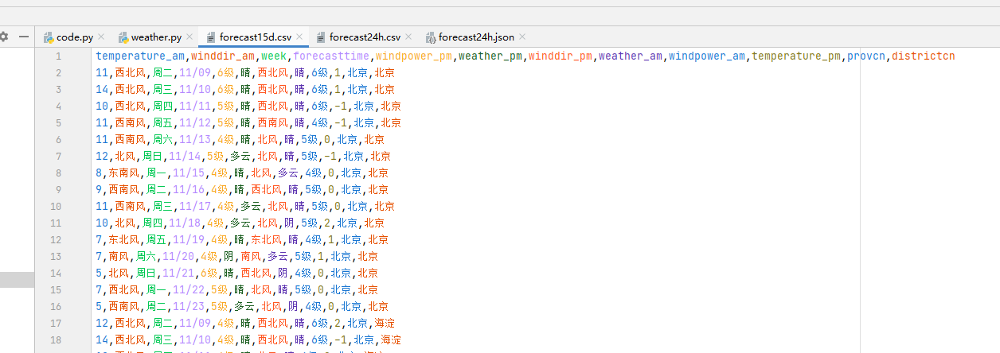 code.py weather.py forecast15d.csv forecast24h.csv forecast24h.json
1 temperature_am,winddir_am,week,forecasttime,windpower_pm,weather_pm,winddir_pm,weather_am,windpower_am,temperature_pm,provcn,districtcn
2 11,西北风,周二,11/09,6级,晴,西北风,晴,6级,1,北京,北京
3 14,西北风,周三,11/10,6级,晴,西北风,晴,6级,1,北京,北京
4 10,西北风,周四,11/11,5级,晴,西北风,晴,6级,-1,北京,北京
5 11,西南风,周五,11/12,5级,晴,西南风,晴,4级,-1,北京,北京
6 11,西南风,周六,11/13,4级,晴,北风,晴,5级,0,北京,北京
7 12,北风,周日,11/14,5级,多云,北风,晴,5级,-1,北京,北京
8 8,东南风,周一,11/15,4级,晴,北风,多云,4级,0,北京,北京
9 9,西南风,周二,11/16,4级,晴,西北风,晴,5级,0,北京,北京
10 11,西南风,周三,11/17,4级,多云,北风,晴,5级,0,北京,北京
11 10,北风,周四,11/18,4级,多云,北风,阴,5级,2,北京,北京
12 7,东北风,周五,11/19,4级,晴,东北风,晴,4级,1,北京,北京
13 7,南风,周六,11/20,4级,阴,南风,多云,5级,1,北京,北京
14 5,北风,周日,11/21,6级,晴,西北风,阴,4级,0,北京,北京
15 7,西北风,周一,11/22,5级,晴,北风,晴,5级,0,北京,北京
16 5,西南风,周二,11/23,5级,多云,北风,阴,4级,0,北京,北京
17 12,西北风,周二,11/09,4级,晴,西北风,晴,6级,2,北京,海淀
18 14,西北风,周三,11/10,4级,晴,西北风,晴,6级,-1,北京,海淀